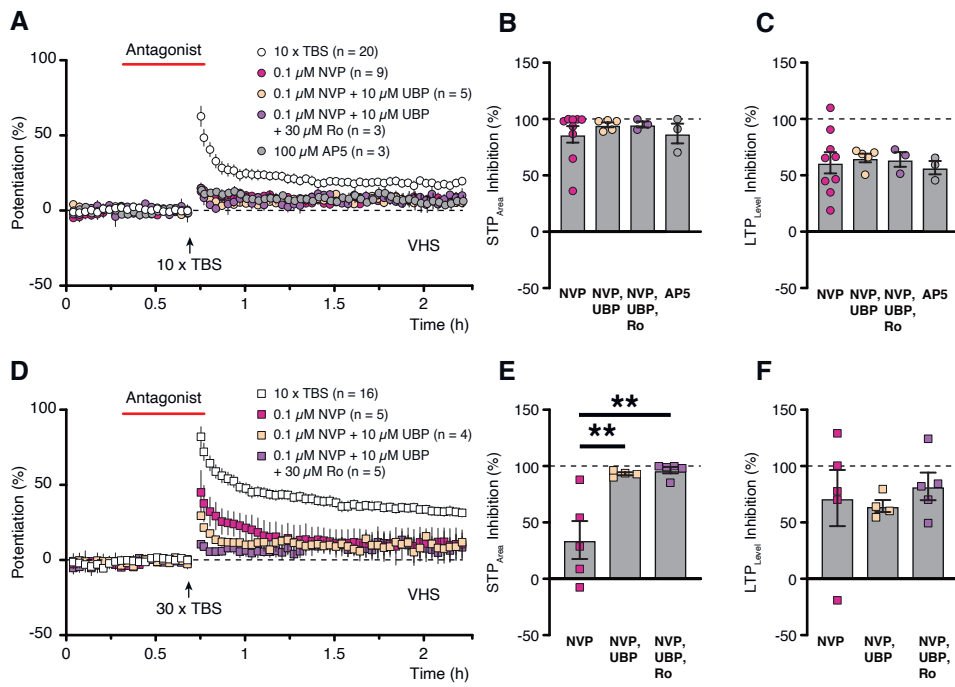 A
Antagonist
10 x TBS (n = 20)
0.1 µM NVP (n = 9)
0.1 µM NVP + 10 µM UBP (n = 5)
0.1 µM NVP + 10 µM UBP
+ 30 µM Ro (n = 3)
100 µM AP5 (n = 3)
Potentiation (%)
100
50
0
-50
10 x TBS
VHS
0
0.5
1
1.5
2
Time (h)
B
STPArea Inhibition (%)
150
100
50
0
-50
NVP
NVP,
UBP
NVP,
UBP,
Ro
AP5
C
LTPLevel Inhibition (%)
150
100
50
0
-50
NVP
NVP,
UBP
NVP,
UBP,
Ro
AP5
D
Antagonist
10 x TBS (n = 16)
0.1 µM NVP (n = 5)
0.1 µM NVP + 10 µM UBP (n = 4)
0.1 µM NVP + 10 µM UBP
+ 30 µM Ro (n = 5)
Potentiation (%)
100
50
0
-50
30 x TBS
VHS
0
0.5
1
1.5
2
Time (h)
E
**
**
STPArea Inhibition (%)
150
100
50
0
-50
NVP
NVP,
UBP
NVP,
UBP,
Ro
F
LTPLevel Inhibition (%)
150
100
50
0
-50
NVP
NVP,
UBP
NVP,
UBP,
Ro